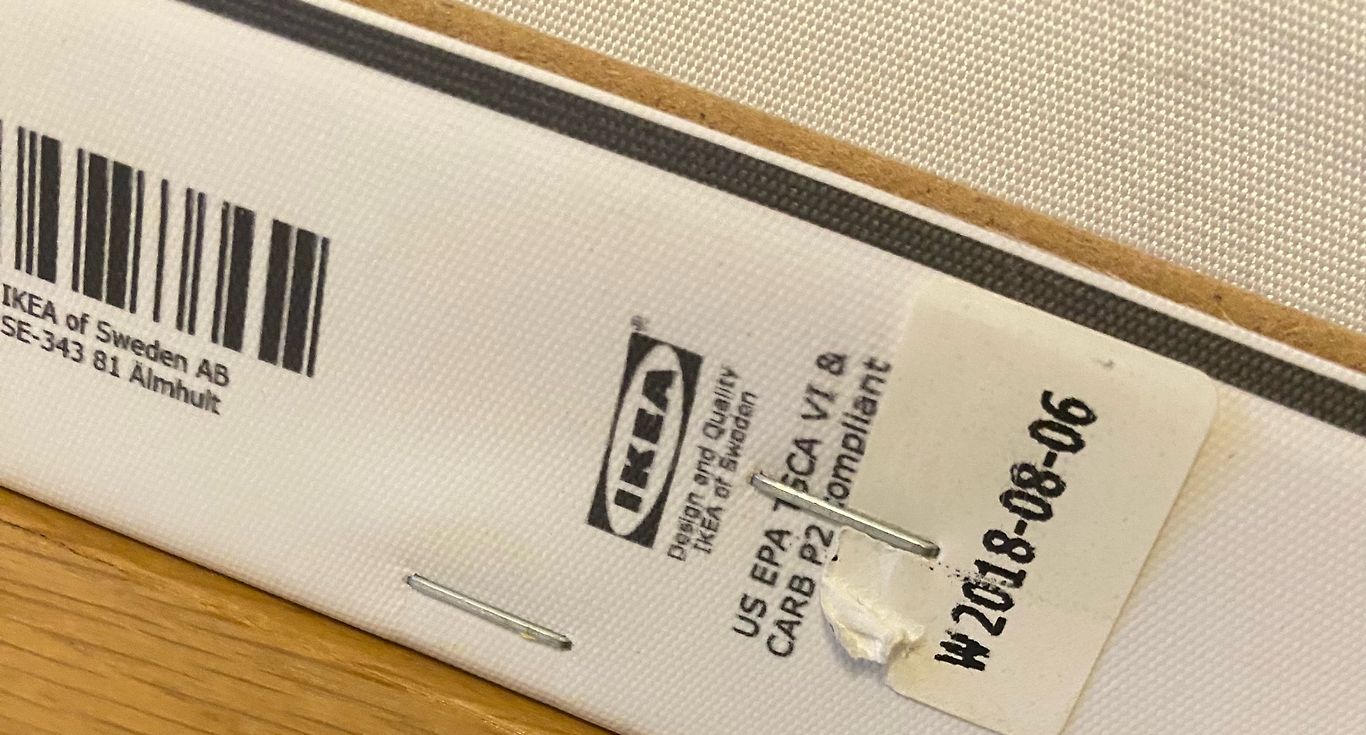 IKEA of Sweden AB
SE-343 81 Älmhult
IKEA®
Design and Quality
IKEA of Sweden
US EPA TSCA VI &
CARB P2 compliant
W2018-08-06